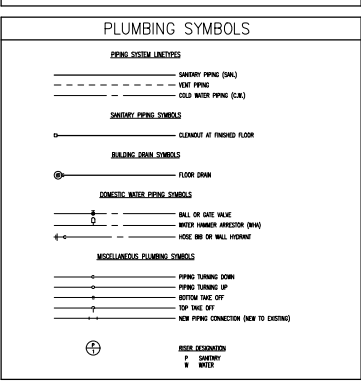 PLUMBING SYMBOLS
PIPING SYSTEM LINETYPES
SANITARY PIPING (SAN.)
VENT PIPING
COLD WATER PIPING (C.W.)
SANITARY PIPING SYMBOLS
CLEANOUT AT FINISHED FLOOR
BUILDING DRAIN SYMBOLS
FLOOR DRAIN
DOMESTIC WATER PIPING SYMBOLS
BALL OR GATE VALVE
WATER HAMMER ARRESTOR (WHA)
HOSE BIB OR WALL HYDRANT
MISCELLANEOUS PLUMBING SYMBOLS
PIPING TURNING DOWN
PIPING TURNING UP
BOTTOM TAKE OFF
TOP TAKE OFF
NEW PIPING CONNECTION (NEW TO EXISTING)
P
1
RISER DESIGNATION
P SANITARY
W WATER